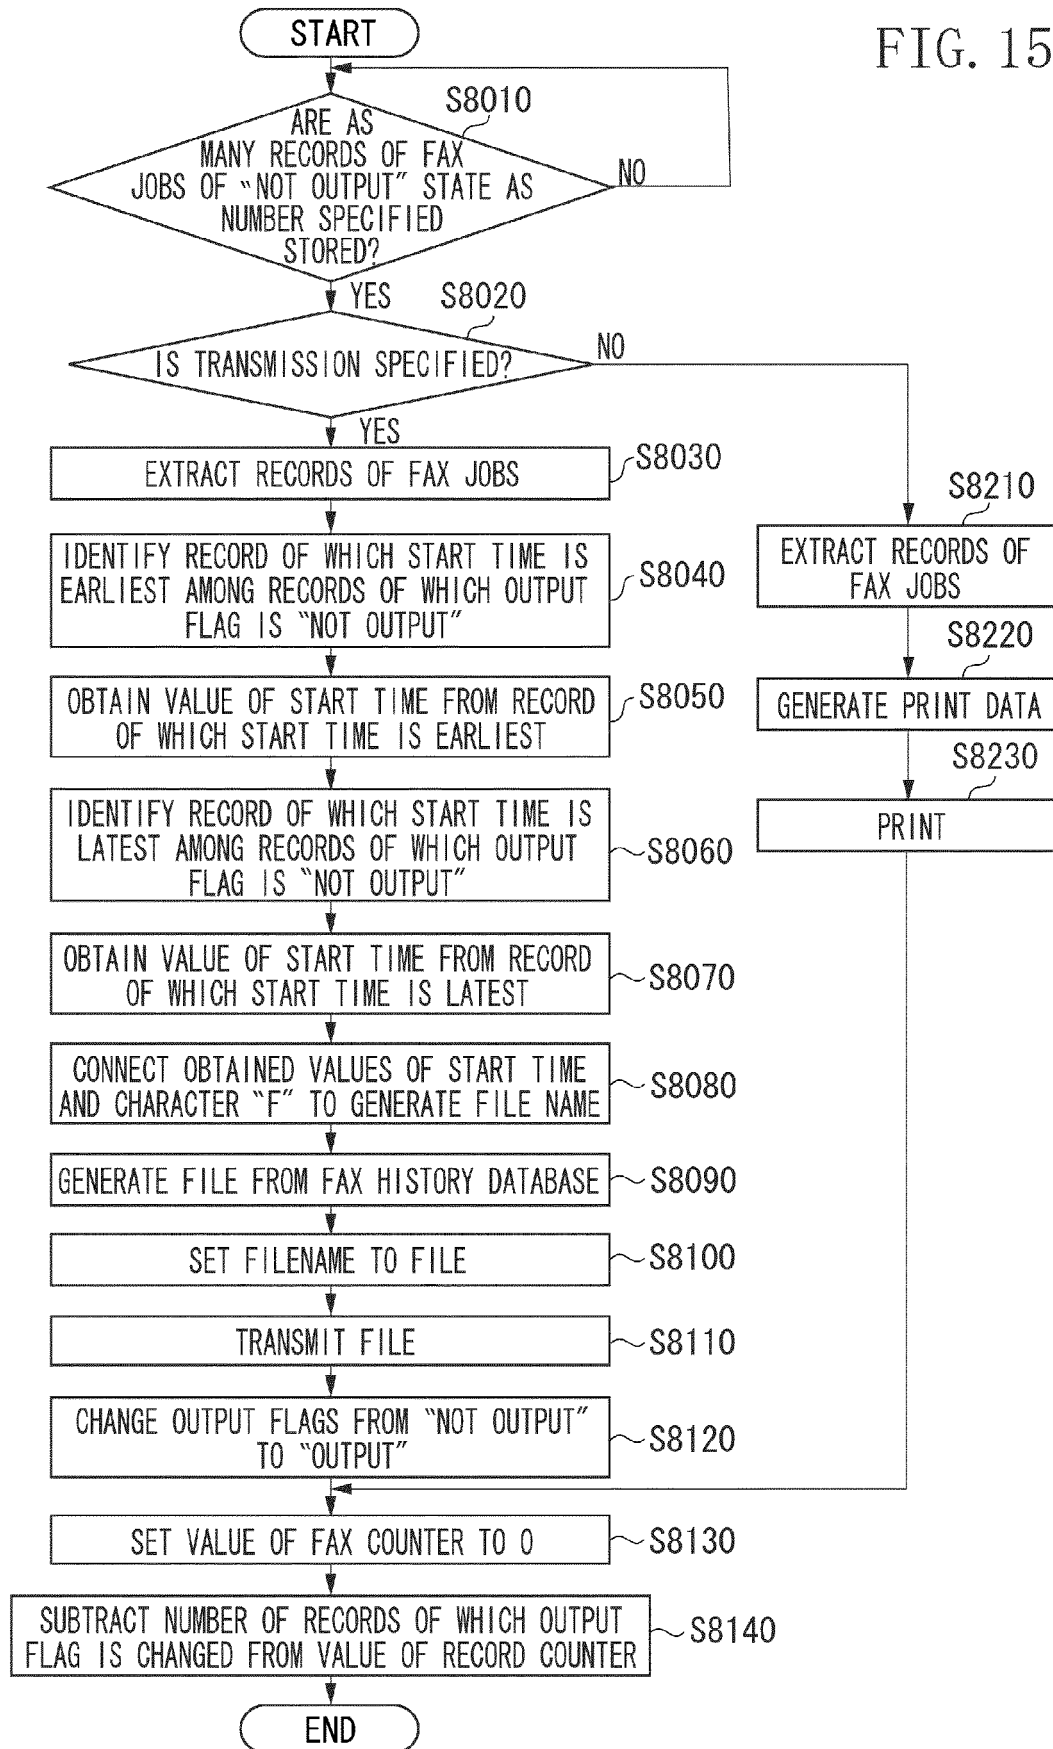 FIG. 15
START
S8010
ARE AS
MANY RECORDS OF FAX
JOBS OF "NOT OUTPUT" STATE AS
NUMBER SPECIFIED
STORED?
NO
YES
S8020
IS TRANSMISSION SPECIFIED?
NO
YES
EXTRACT RECORDS OF FAX JOBS
S8030
IDENTIFY RECORD OF WHICH START TIME IS
EARLIEST AMONG RECORDS OF WHICH OUTPUT
FLAG IS "NOT OUTPUT"
S8040
OBTAIN VALUE OF START TIME FROM RECORD
OF WHICH START TIME IS EARLIEST
S8050
IDENTIFY RECORD OF WHICH START TIME IS
LATEST AMONG RECORDS OF WHICH OUTPUT
FLAG IS "NOT OUTPUT"
S8060
OBTAIN VALUE OF START TIME FROM RECORD
OF WHICH START TIME IS LATEST
S8070
CONNECT OBTAINED VALUES OF START TIME
AND CHARACTER "F" TO GENERATE FILE NAME
S8080
GENERATE FILE FROM FAX HISTORY DATABASE
S8090
SET FILENAME TO FILE
S8100
TRANSMIT FILE
S8110
CHANGE OUTPUT FLAGS FROM "NOT OUTPUT"
TO "OUTPUT"
S8120
S8210
EXTRACT RECORDS OF
FAX JOBS
S8220
GENERATE PRINT DATA
S8230
PRINT
SET VALUE OF FAX COUNTER TO 0
S8130
SUBTRACT NUMBER OF RECORDS OF WHICH OUTPUT
FLAG IS CHANGED FROM VALUE OF RECORD COUNTER
S8140
END